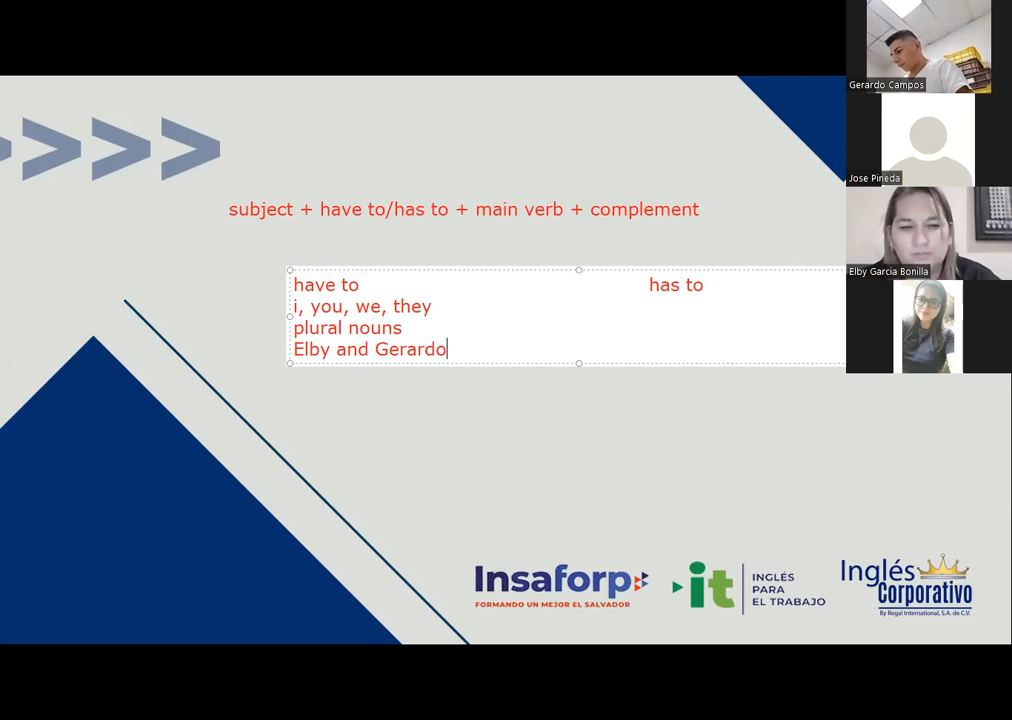 Gerardo Campos
Jose Pineda
subject + have to/has to + main verb + complement
Elby Garcia Bonilla
have to has to
i, you, we, they
plural nouns
Elby and Gerardo
Insaforp
FORMANDO UN MEJOR EL SALVADOR
it
INGLÉS
PARA
EL TRABAJO
Inglés
Corporativo
By Regal International, S.A. de C.V.